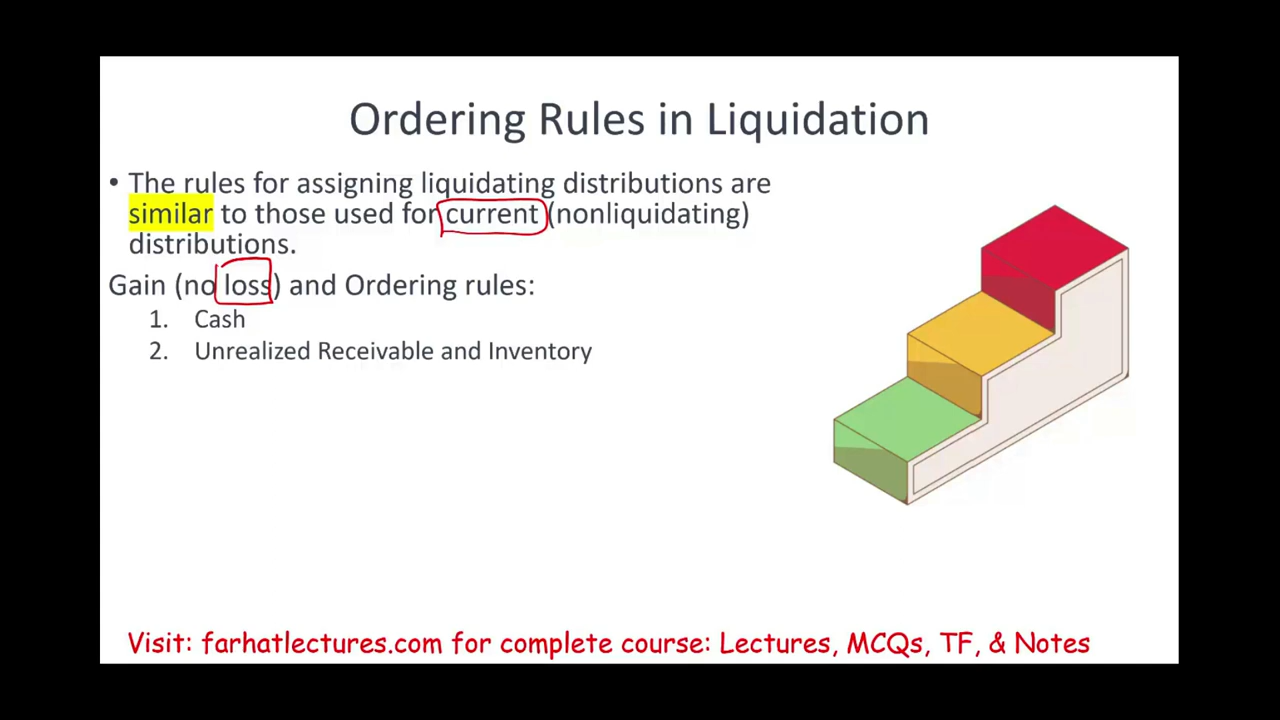 Ordering Rules in Liquidation
• The rules for assigning liquidating distributions are
similar to those used for current (nonliquidating)
distributions.
Gain (no loss) and Ordering rules:
1. Cash
2. Unrealized Receivable and Inventory
Visit: farhatlectures.com for complete course: Lectures, MCQs, TF, & Notes